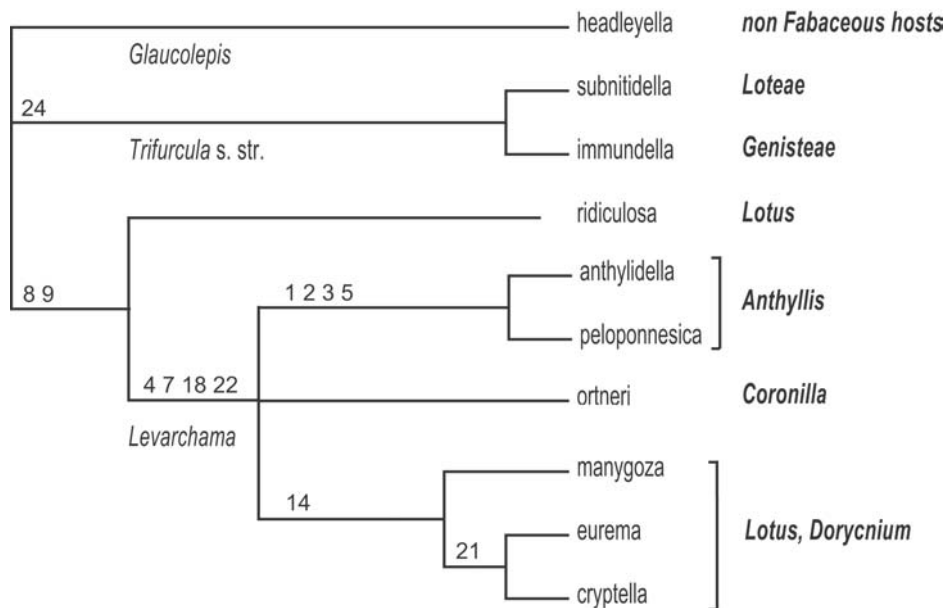 headleyella non Fabaceous hosts
Glaucolepis
subnitidella Loteae
24
Trifurcula s. str.
immundella Genisteae
ridiculosa Lotus
anthylidella
1 2 3 5
8 9
Anthyllis
peloponnesica
4 7 18 22
ortneri Coronilla
Levarchama
manygoza
14
eurema Lotus, Dorycnium
21
cryptella